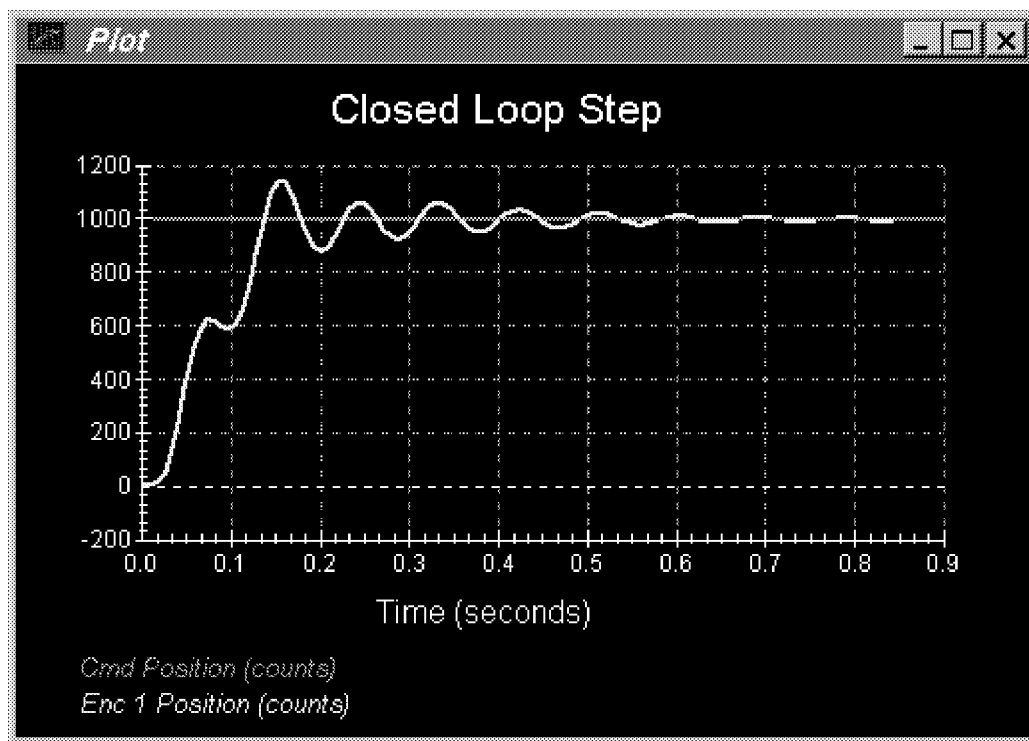 Plot
Closed Loop Step
1200
1000
800
600
400
200
0
-200
0.0 0.1 0.2 0.3 0.4 0.5 0.6 0.7 0.8 0.9
Time (seconds)
Cmd Position (counts)
Enc 1 Position (counts)